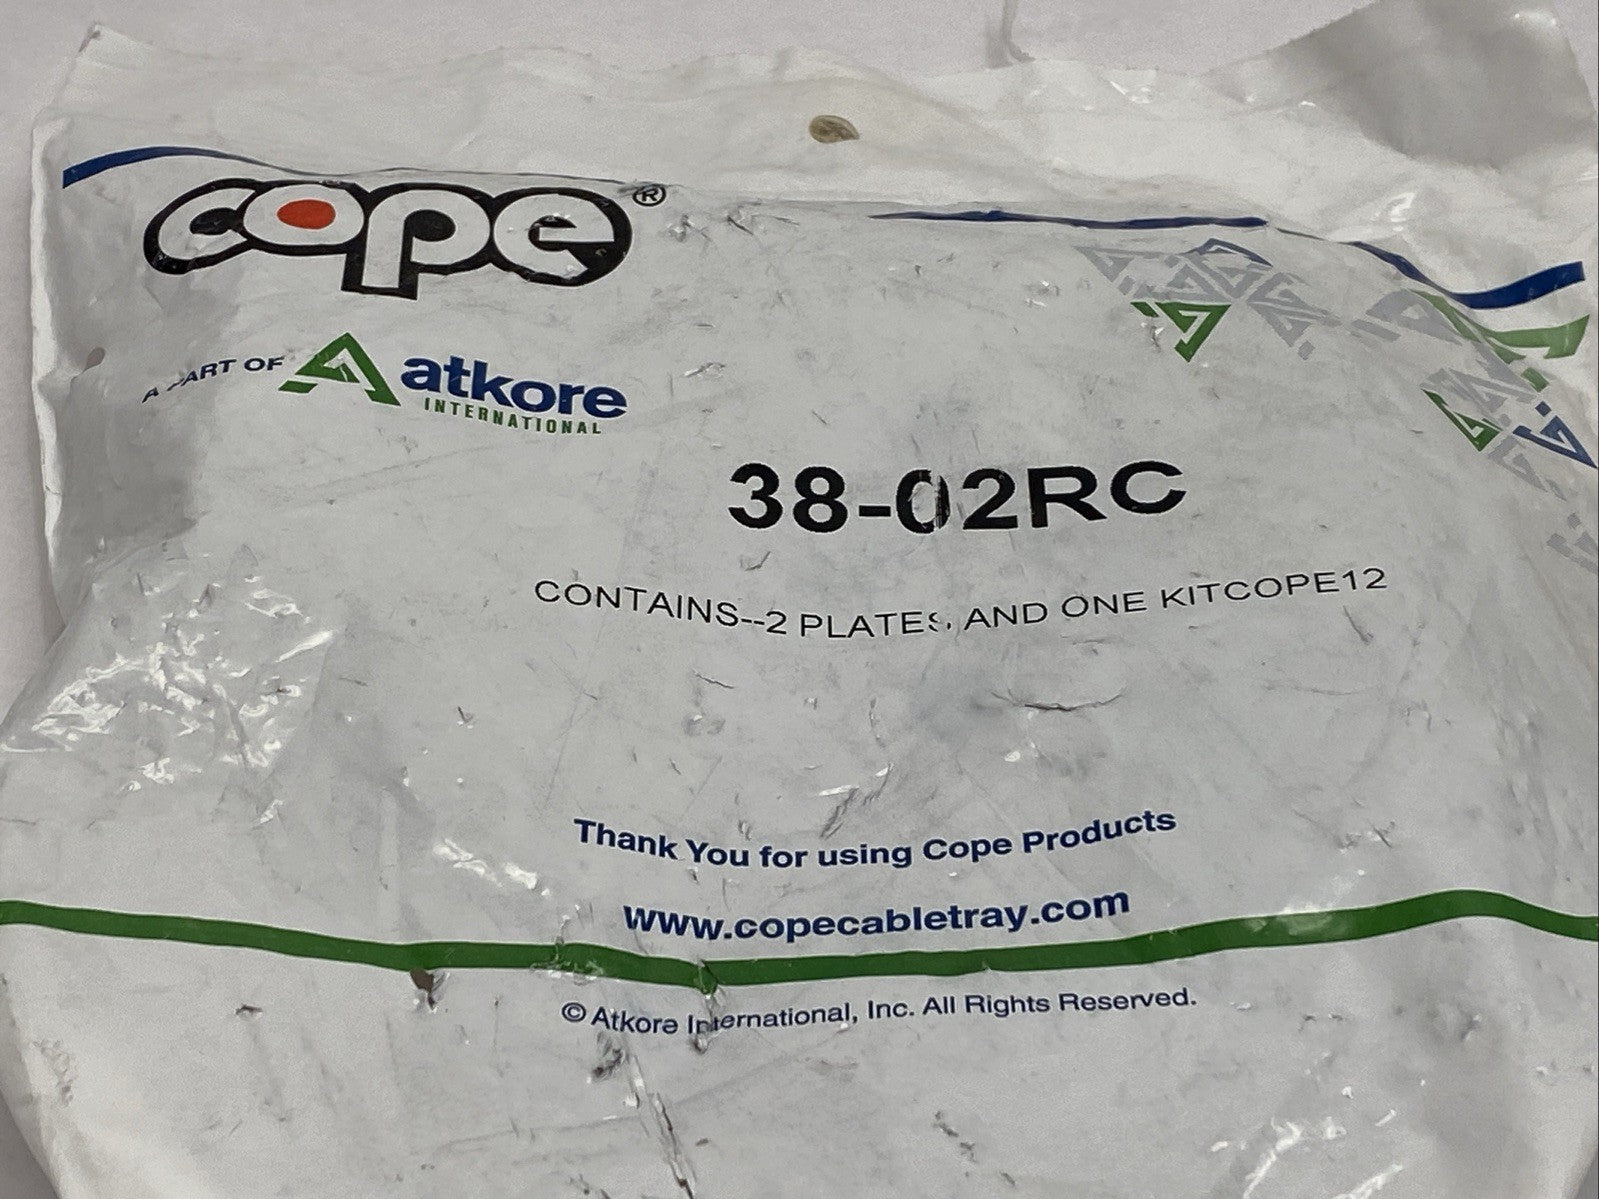 cope®
A PART OF atkore
INTERNATIONAL
38-02RC
CONTAINS--2 PLATES, AND ONE KITCOPE12
Thank You for using Cope Products
www.copecabletray.com
© Atkore International, Inc. All Rights Reserved.